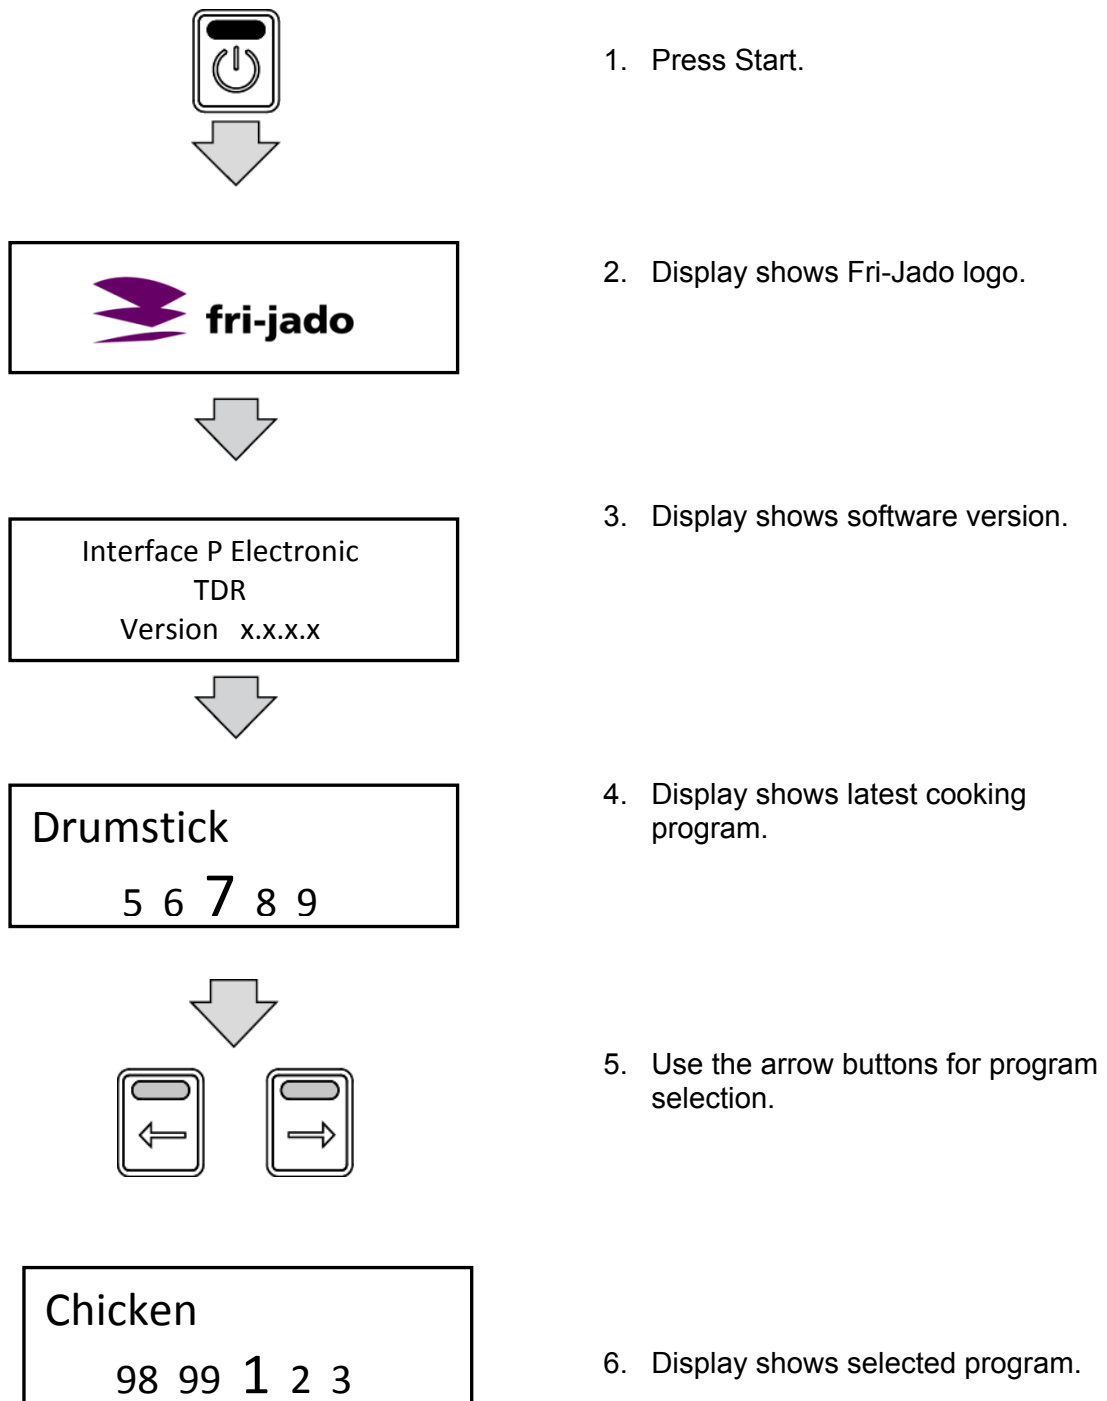 1. Press Start.
fri-jado
2. Display shows Fri-Jado logo.
Interface P Electronic
TDR
Version x.x.x.x
3. Display shows software version.
Drumstick
5 6 7 8 9
4. Display shows latest cooking
program.
5. Use the arrow buttons for program
selection.
Chicken
98 99 1 2 3
6. Display shows selected program.